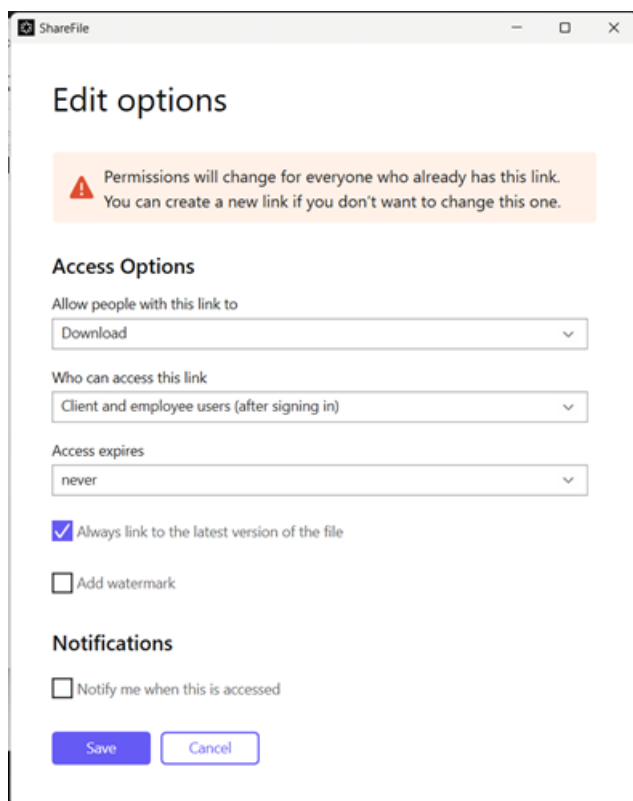 ShareFile
Edit options
Permissions will change for everyone who already has this link.
You can create a new link if you don't want to change this one.
Access Options
Allow people with this link to
Download
Who can access this link
Client and employee users (after signing in)
Access expires
never
Always link to the latest version of the file
Add watermark
Notifications
Notify me when this is accessed
Save
Cancel